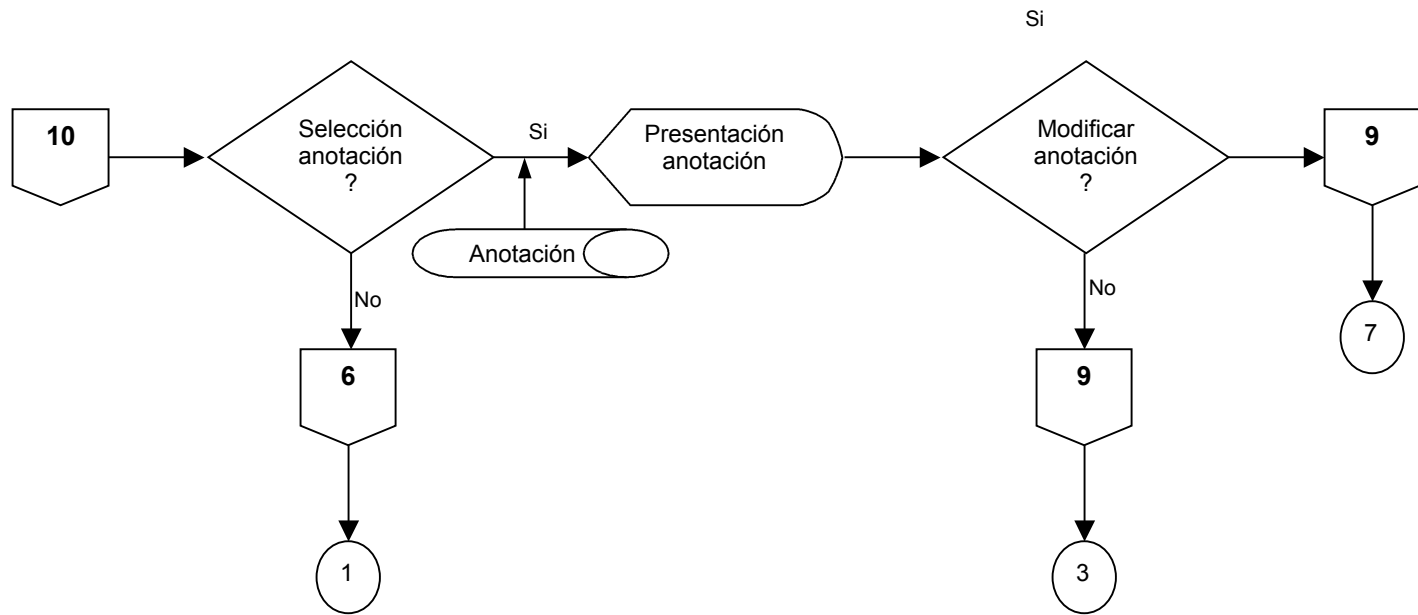 Si
10
Selección
anotación
?
Si
Presentación
anotación
Modificar
anotación
?
9
Anotación
No
No
6
9
7
1
3